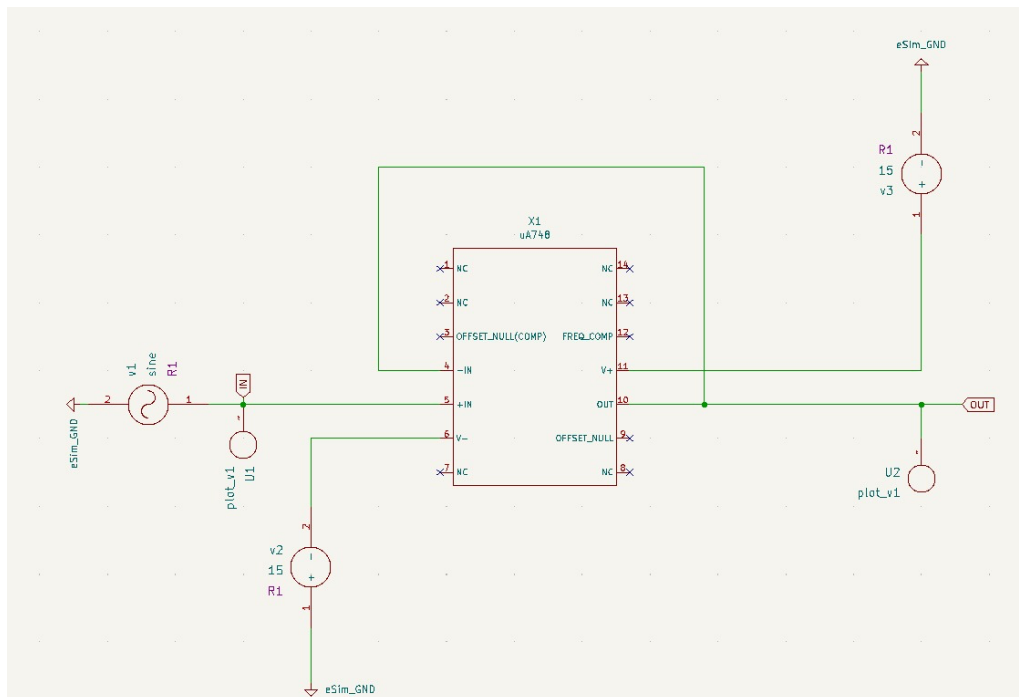 eSim_GND
2
R1
15
v3
1
X1
uA748
1 NC
NC 14
2 NC
NC 13
3 OFFSET_NULL(COMP)
FREQ_COMP 12
4 -IN
V+ 11
5 +IN
OUT 10
6 V-
OFFSET_NULL 9
7 NC
NC 8
v1
sine
R1
2
1
IN
eSim_GND
plot_v1
U1
OUT
U2
plot_v1
2
v2
15
R1
1
eSim_GND